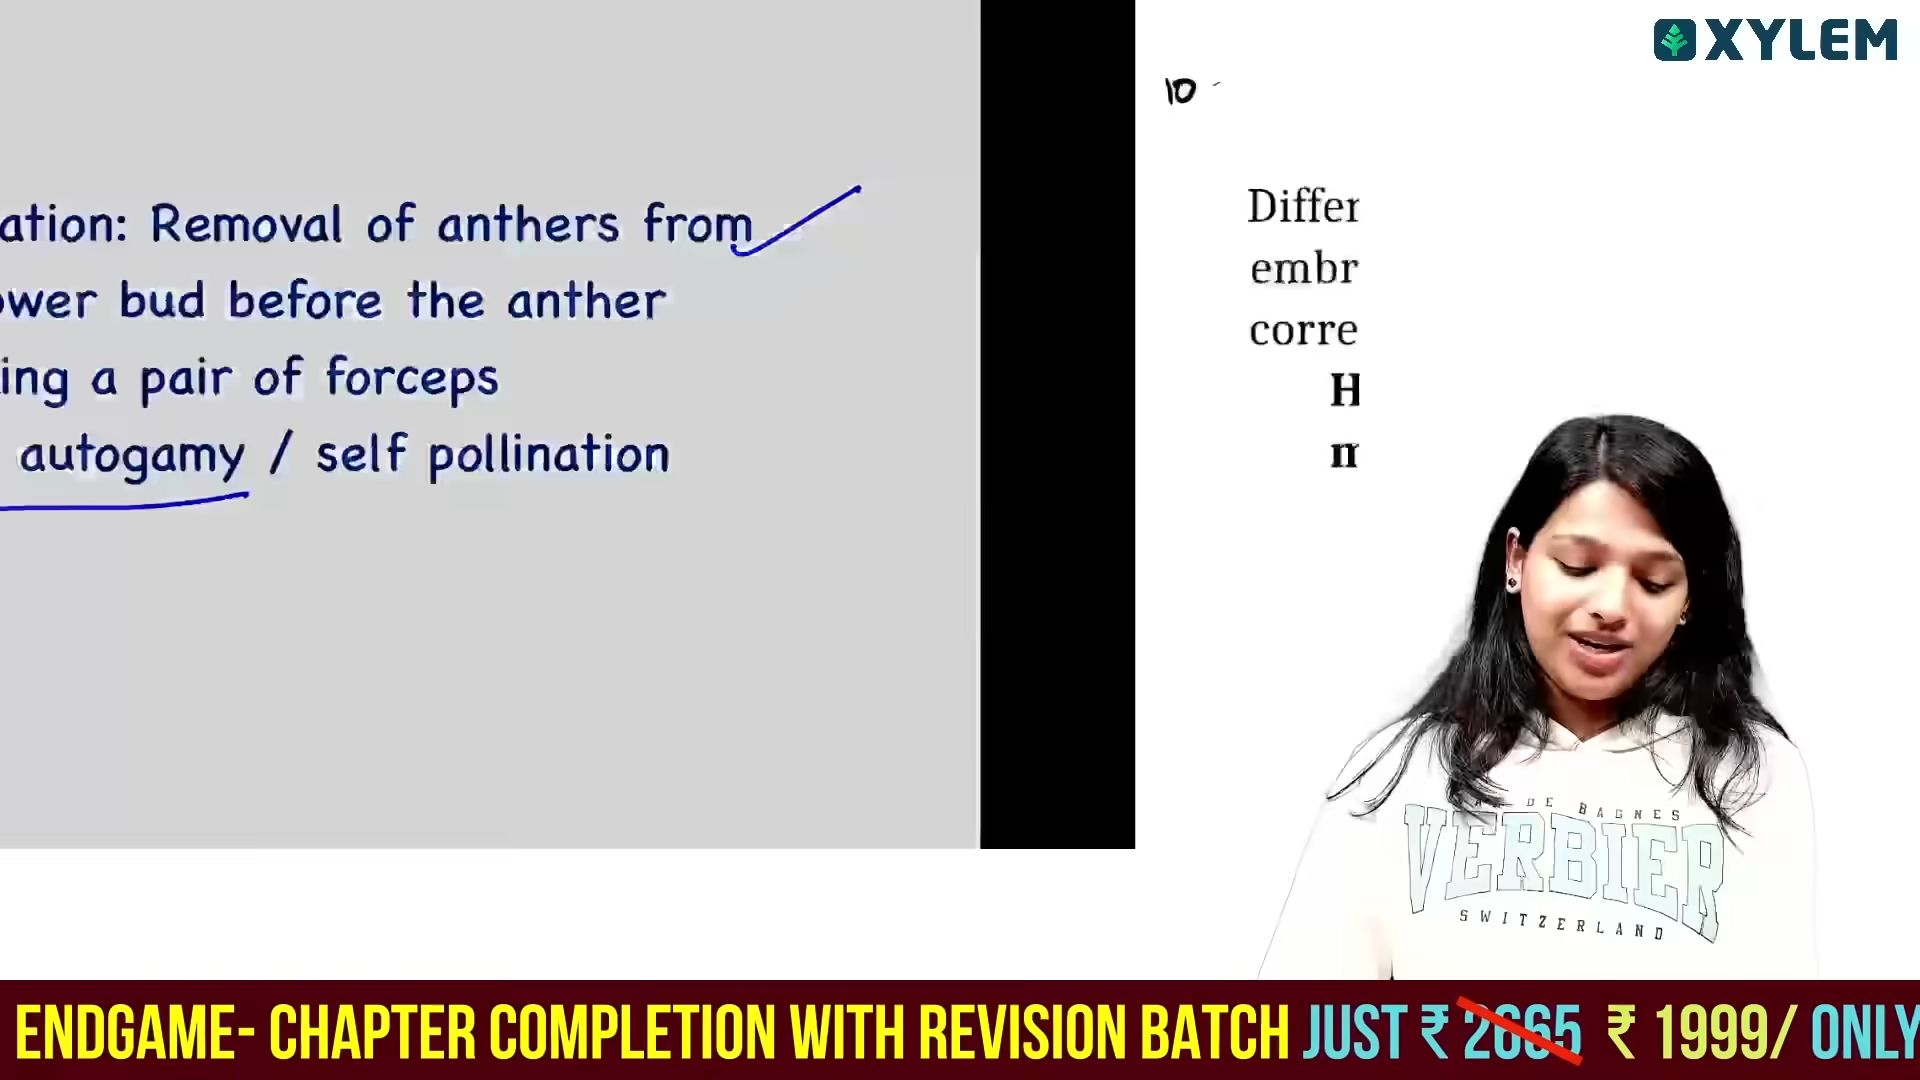 XYLEM
10 -
ation: Removal of anthers from
ower bud before the anther
ing a pair of forceps
autogamy / self pollination
Differ
embr
corre
H
DE BAGNES
VERBIER
SWITZERLAND
ENDGAME- CHAPTER COMPLETION WITH REVISION BATCH JUST ₹ 2665 ₹ 1999/ ONLY